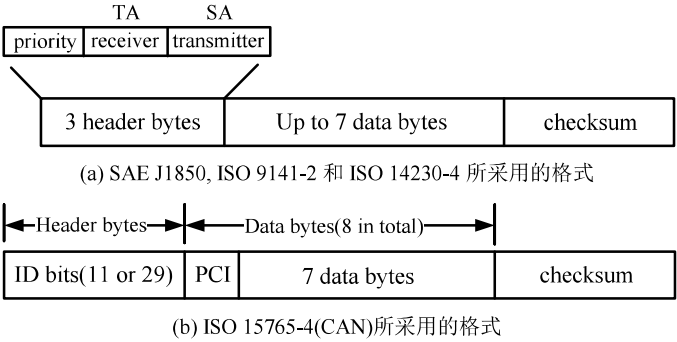 TA SA
priority receiver transmitter
3 header bytes Up to 7 data bytes checksum
(a) SAE J1850, ISO 9141-2 和 ISO 14230-4 所采用的格式
Header bytes Data bytes(8 in total)
ID bits(11 or 29) PCI 7 data bytes checksum
(b) ISO 15765-4(CAN)所采用的格式